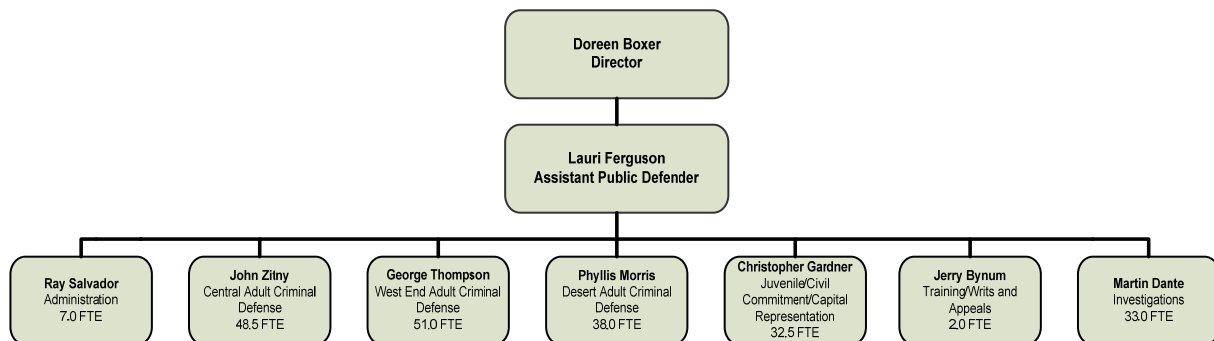 Doreen Boxer
Director
Lauri Ferguson
Assistant Public Defender
Ray Salvador
Administration
7.0 FTE
John Zitny
Central Adult Criminal
Defense
48.5 FTE
George Thompson
West End Adult Criminal
Defense
51.0 FTE
Phyllis Morris
Desert Adult Criminal
Defense
38.0 FTE
Christopher Gardner
Juvenile/Civil
Commitment/Capital
Representation
32.5 FTE
Jerry Bynum
Training/Writs and
Appeals
2.0 FTE
Martin Dante
Investigations
33.0 FTE